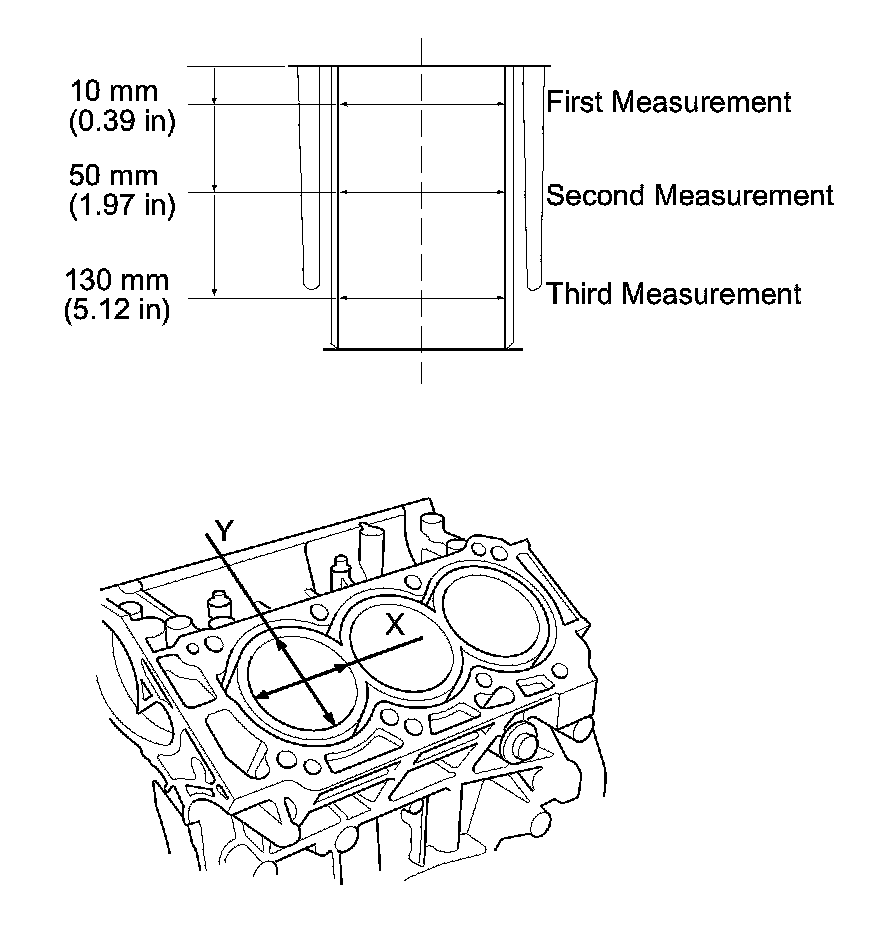 10 mm
(0.39 in)
First Measurement
50 mm
(1.97 in)
Second Measurement
130 mm
(5.12 in)
Third Measurement
Y
X